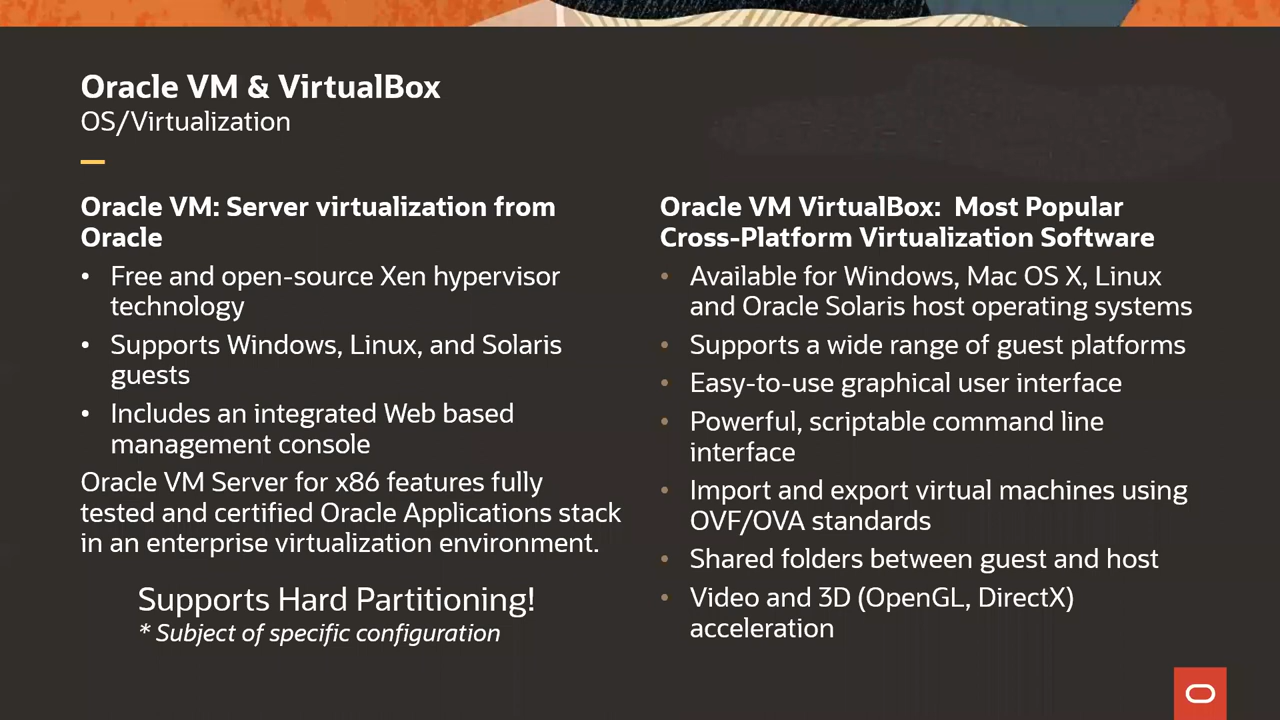 Oracle VM & VirtualBox
OS/Virtualization
Oracle VM: Server virtualization from
Oracle
• Free and open-source Xen hypervisor
technology
• Supports Windows, Linux, and Solaris
guests
• Includes an integrated Web based
management console
Oracle VM Server for x86 features fully
tested and certified Oracle Applications stack
in an enterprise virtualization environment.
Supports Hard Partitioning!
* Subject of specific configuration
Oracle VM VirtualBox:  Most Popular
Cross-Platform Virtualization Software
• Available for Windows, Mac OS X, Linux
and Oracle Solaris host operating systems
• Supports a wide range of guest platforms
• Easy-to-use graphical user interface
• Powerful, scriptable command line
interface
• Import and export virtual machines using
OVF/OVA standards
• Shared folders between guest and host
• Video and 3D (OpenGL, DirectX)
acceleration